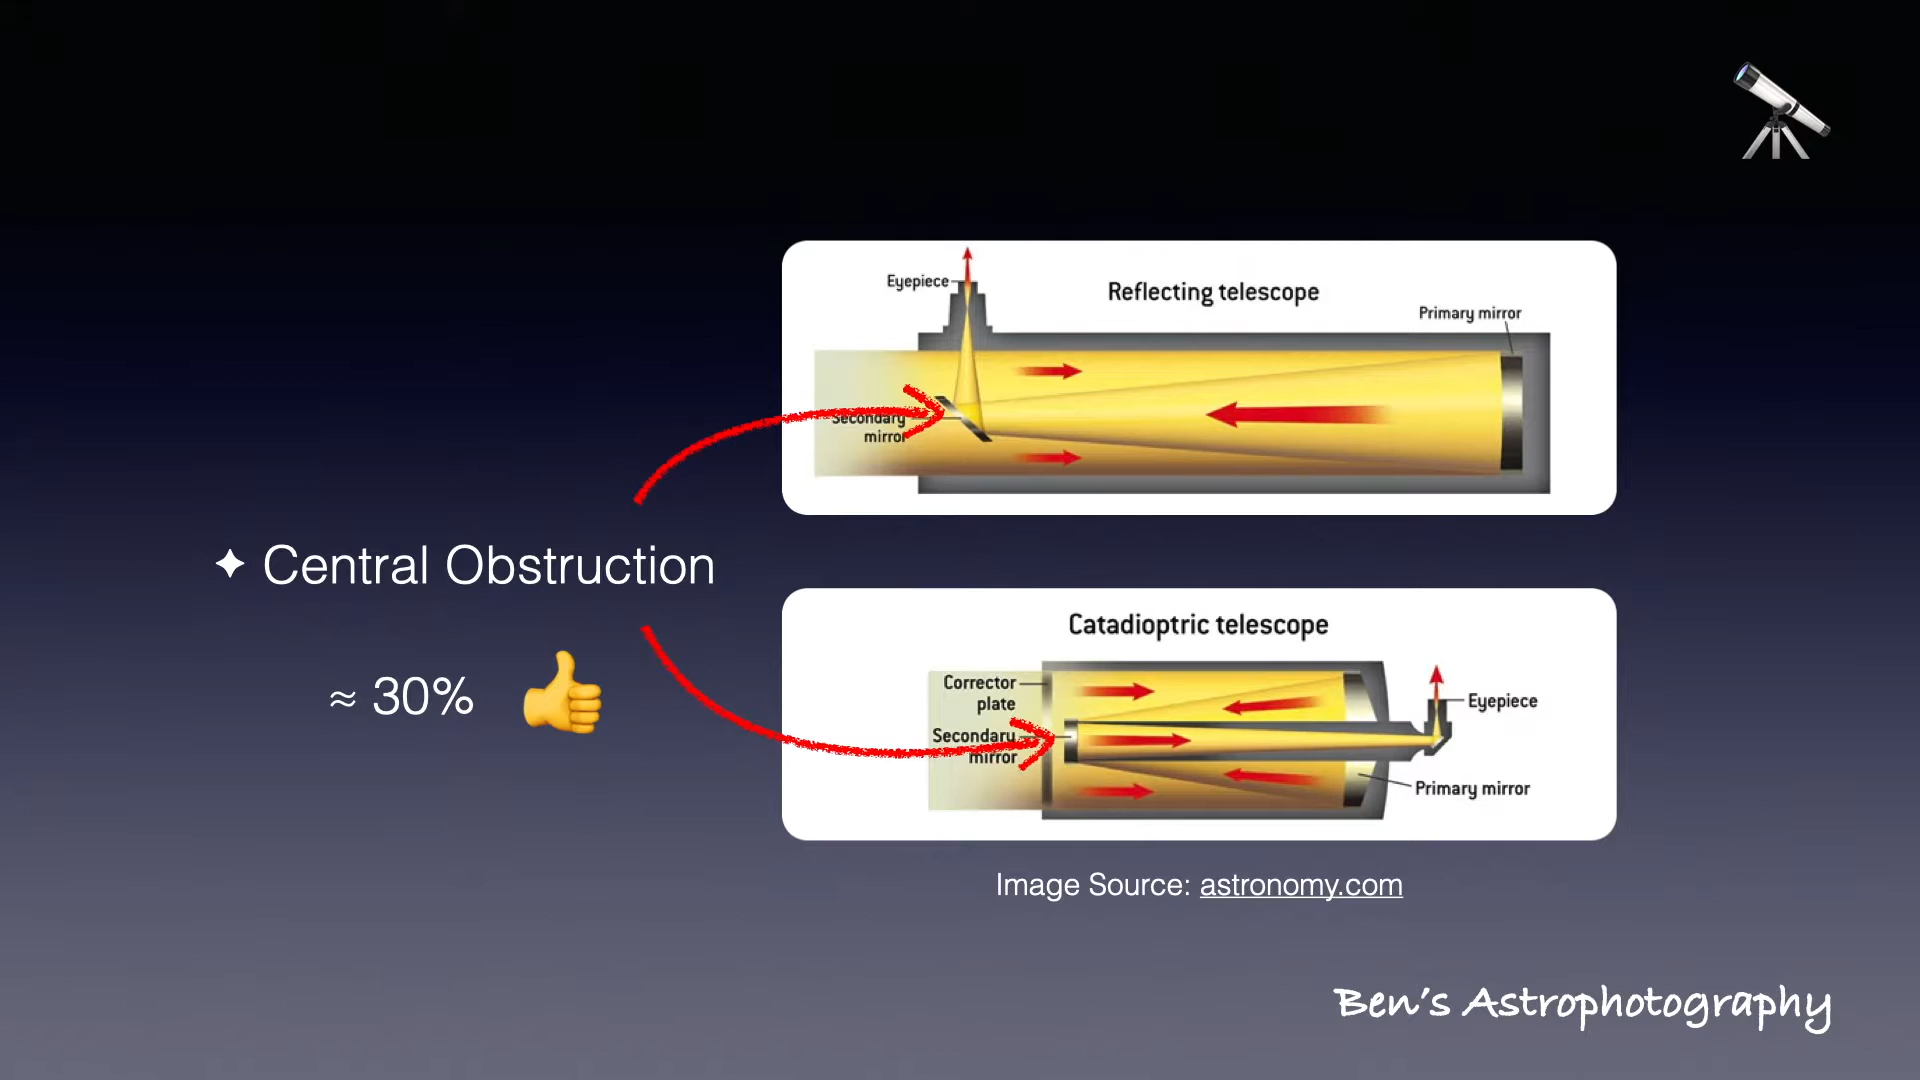 Eyepiece
Reflecting telescope
Primary mirror
Secondary
mirror
✦ Central Obstruction
≈ 30%
Catadioptric telescope
Corrector
plate
Secondary
mirror
Eyepiece
Primary mirror
Image Source: astronomy.com
Ben's Astrophotography